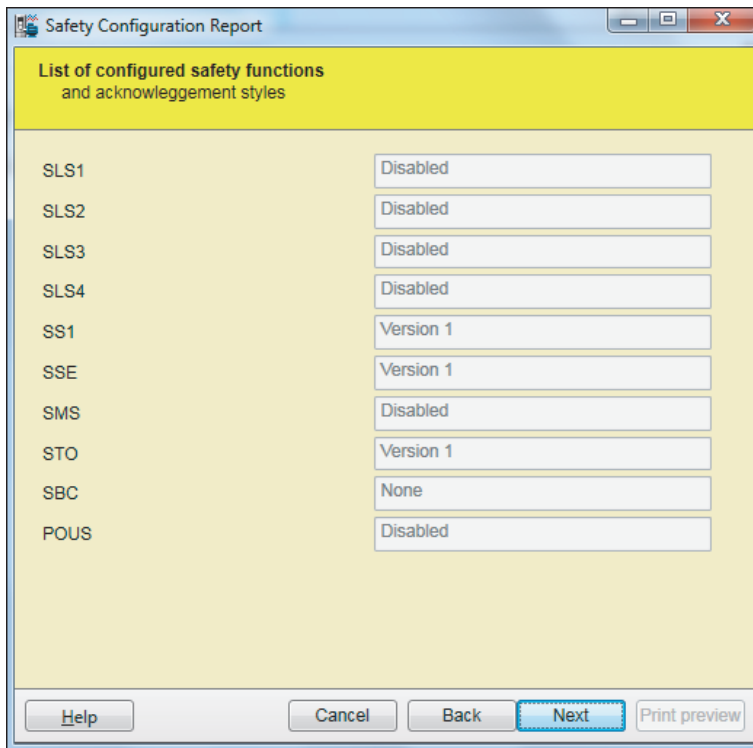 Safety Configuration Report
List of configured safety functions
and acknowleggement styles
SLS1 Disabled
SLS2 Disabled
SLS3 Disabled
SLS4 Disabled
SS1 Version 1
SSE Version 1
SMS Disabled
STO Version 1
SBC None
POUS Disabled
Help Cancel Back Next Print preview